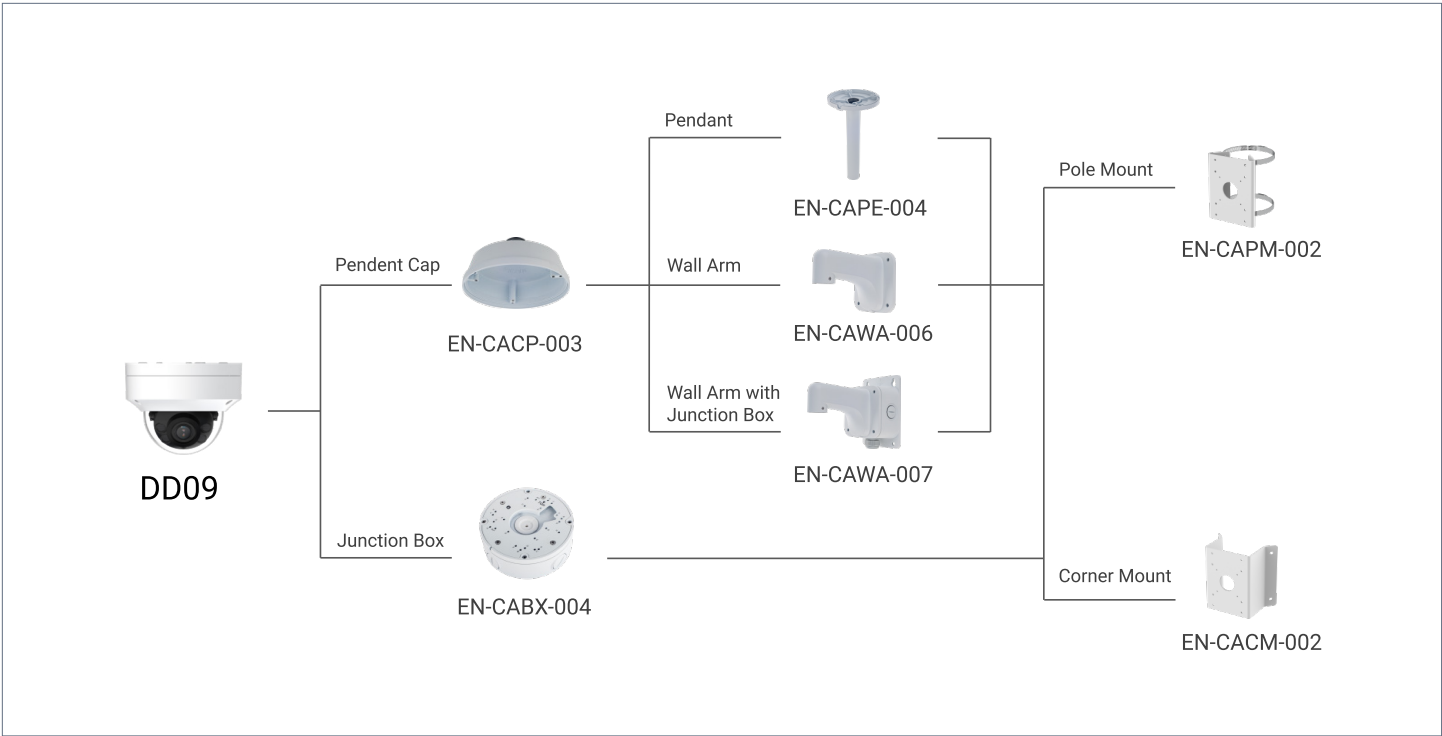 Pendant
EN-CAPE-004
Pole Mount
EN-CAPM-002
Pendent Cap
EN-CACP-003
Wall Arm
EN-CAWA-006
Wall Arm with
Junction Box
EN-CAWA-007
DD09
Junction Box
EN-CABX-004
Corner Mount
EN-CACM-002